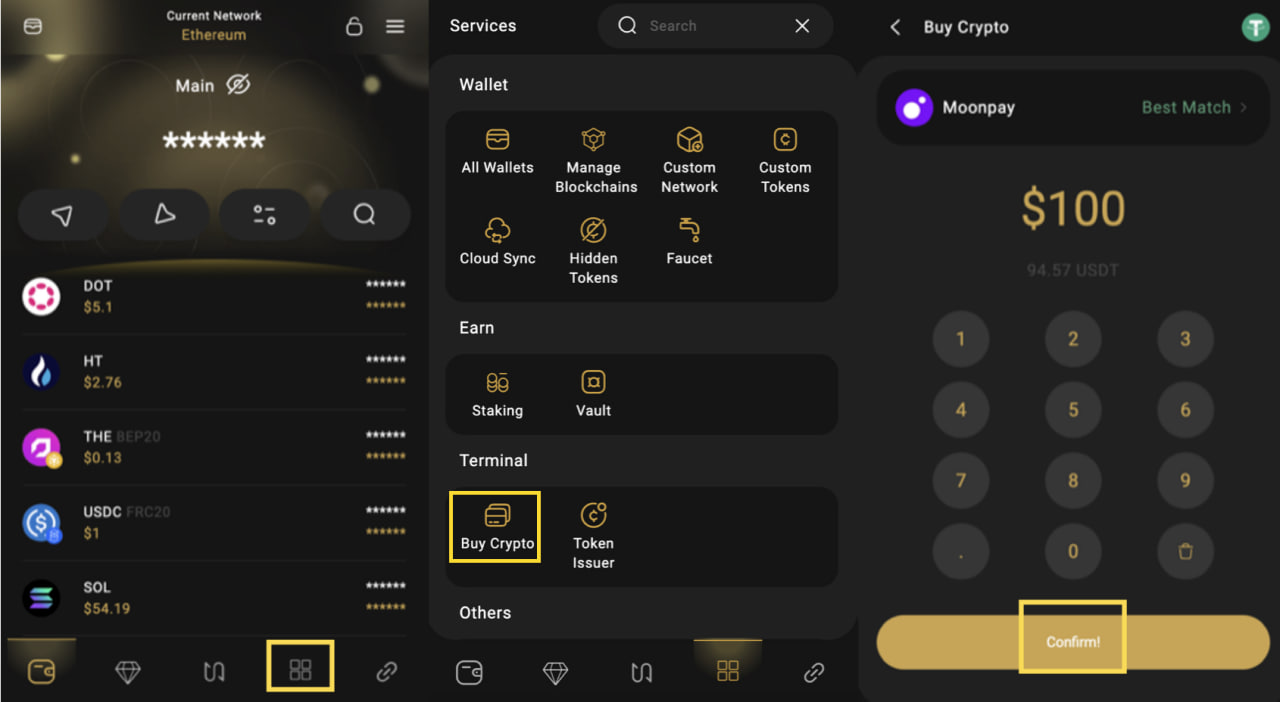 Current Network
Ethereum
Main
******
DOT
$5.1
******
******
HT
$2.76
******
******
THE BEP20
$0.13
******
******
USDC FRC20
$1
******
******
SOL
$54.19
******
******
Services
Search
Wallet
All Wallets
Manage
Blockchains
Custom
Network
Custom
Tokens
Cloud Sync
Hidden
Tokens
Faucet
Earn
Staking
Vault
Terminal
Buy Crypto
Token
Issuer
Others
Buy Crypto
Moonpay
Best Match
$100
94.57 USDT
1 2 3
4 5 6
7 8 9
. 0
Confirm!